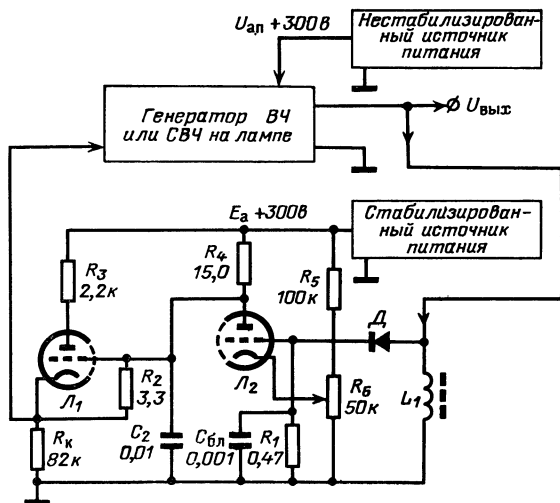 Uап +300в
Нестабилизирован-
ный источник
питания
Генератор ВЧ
или СВЧ на лампе
Uвых
Eа +300в
Стабилизирован-
ный источник
питания
R3
2,2к
R4
15,0
R5
100к
Л1
R2
3,3
Л2
Д
R6
50к
L1
Rк
82к
C2
0,01
Cбл
0,001
R1
0,47